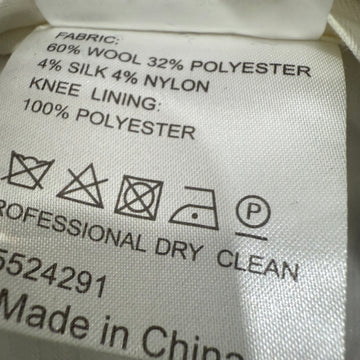 FABRIC:
60% WOOL 32% POLYESTER
4% SILK 4% NYLON
KNEE LINING:
100% POLYESTER
P
PROFESSIONAL DRY CLEAN
5524291
Made in China